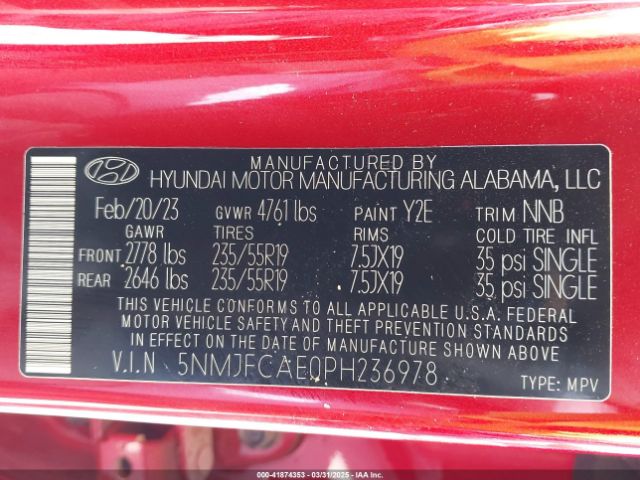 MANUFACTURED BY
HYUNDAI MOTOR MANUFACTURING ALABAMA, LLC
Feb/20/23 GVWR 4761 lbs PAINT Y2E TRIM NNB
GAWR TIRES RIMS COLD TIRE INFL
FRONT 2778 lbs 235/55R19 7.5JX19 35 psi SINGLE
REAR 2646 lbs 235/55R19 7.5JX19 35 psi SINGLE
THIS VEHICLE CONFORMS TO ALL APPLICABLE U.S.A. FEDERAL
MOTOR VEHICLE SAFETY AND THEFT PREVENTION STANDARDS
IN EFFECT ON THE DATE OF MANUFACTURE SHOWN ABOVE.
V.I.N 5NMJFCAE0PH236978
TYPE: MPV
000-41874353 - 03/31/2025 - IAAI.COM